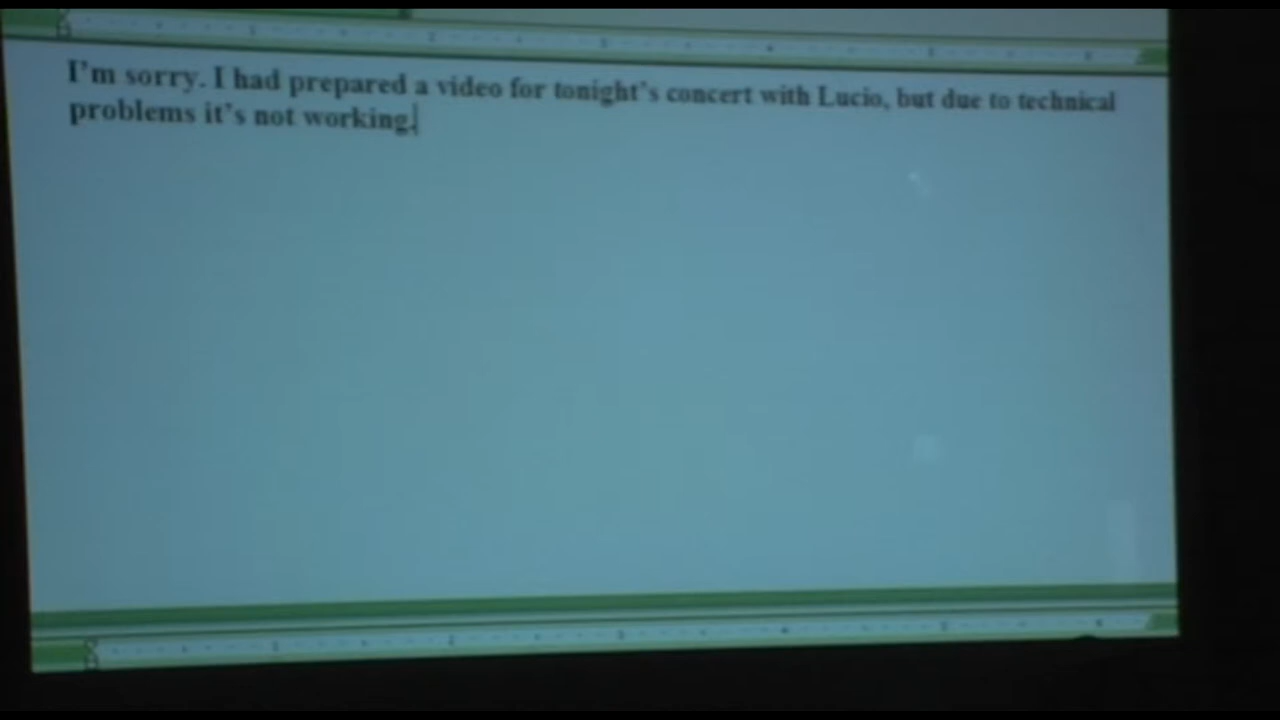 I'm sorry. I had prepared a video for tonight's concert with Lucio, but due to technical
problems it's not working.